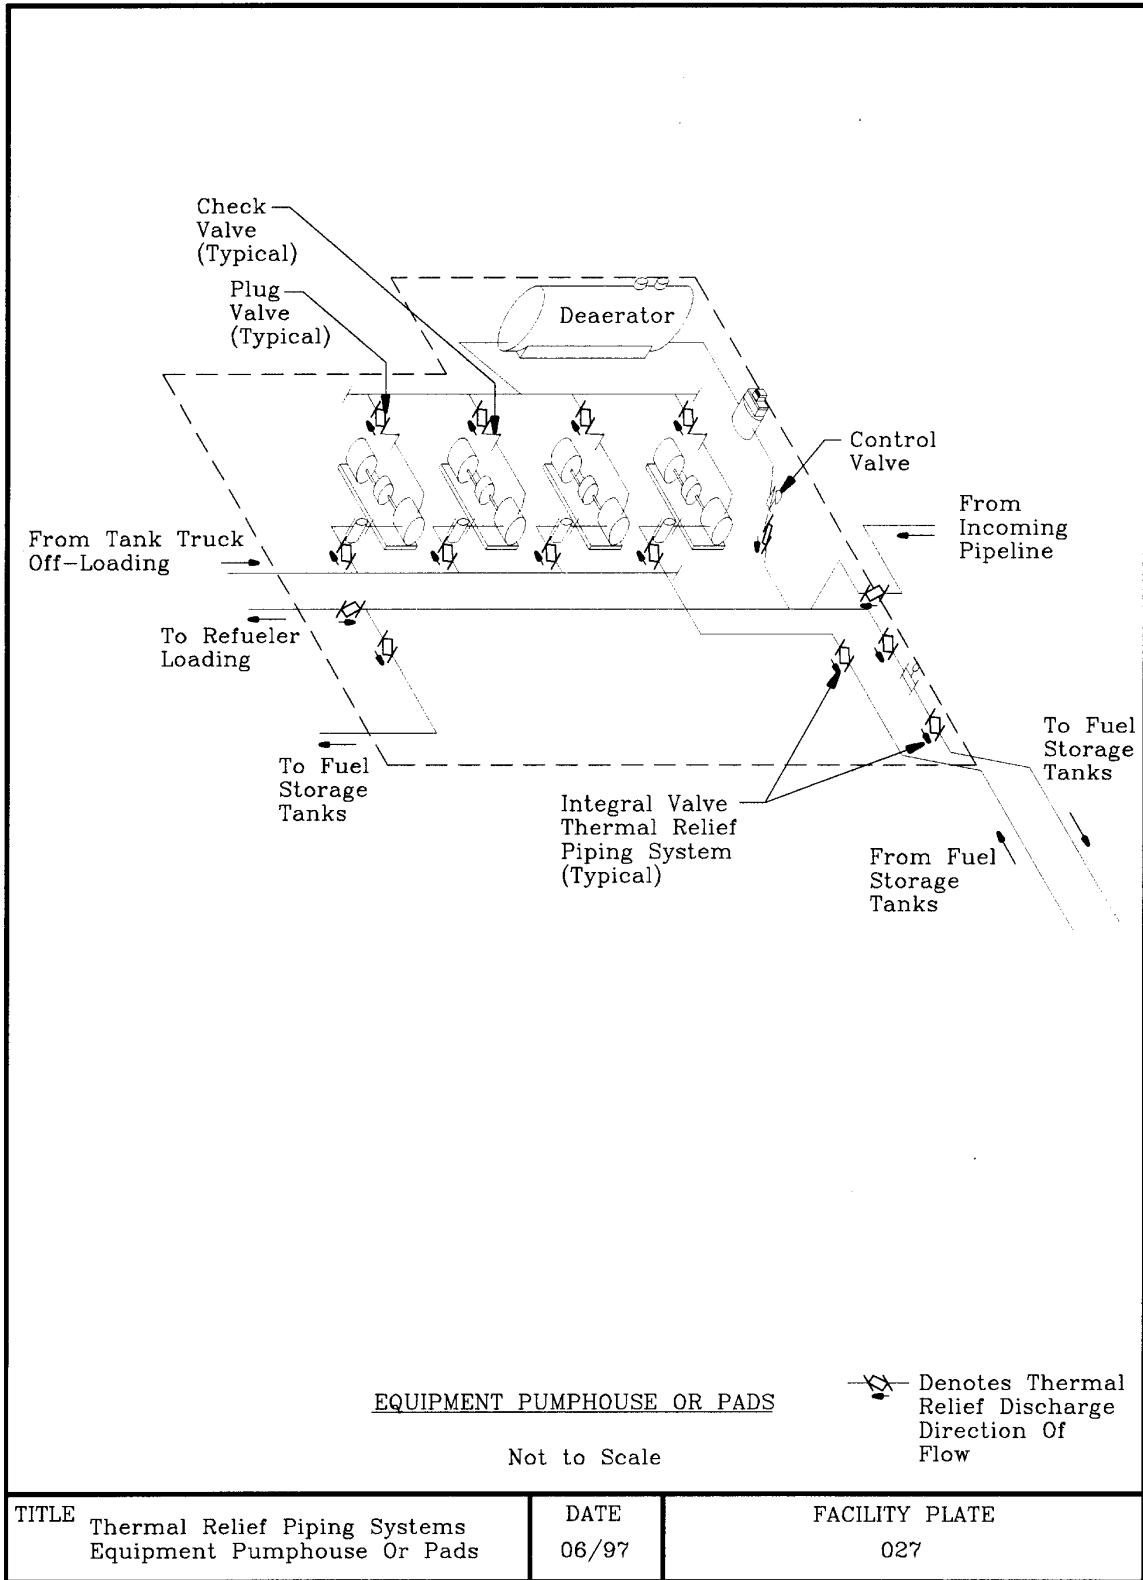 Check
Valve
(Typical)
Plug
Valve
(Typical)
Deaerator
Control
Valve
From
Incoming
Pipeline
From Tank Truck
Off-Loading
To Refueler
Loading
To Fuel
Storage
Tanks
To Fuel
Storage
Tanks
Integral Valve
Thermal Relief
Piping System
(Typical)
From Fuel
Storage
Tanks
EQUIPMENT PUMPHOUSE OR PADS
Not to Scale
Denotes Thermal
Relief Discharge
Direction Of
Flow
TITLE
Thermal Relief Piping Systems
Equipment Pumphouse Or Pads
DATE
06/97
FACILITY PLATE
027